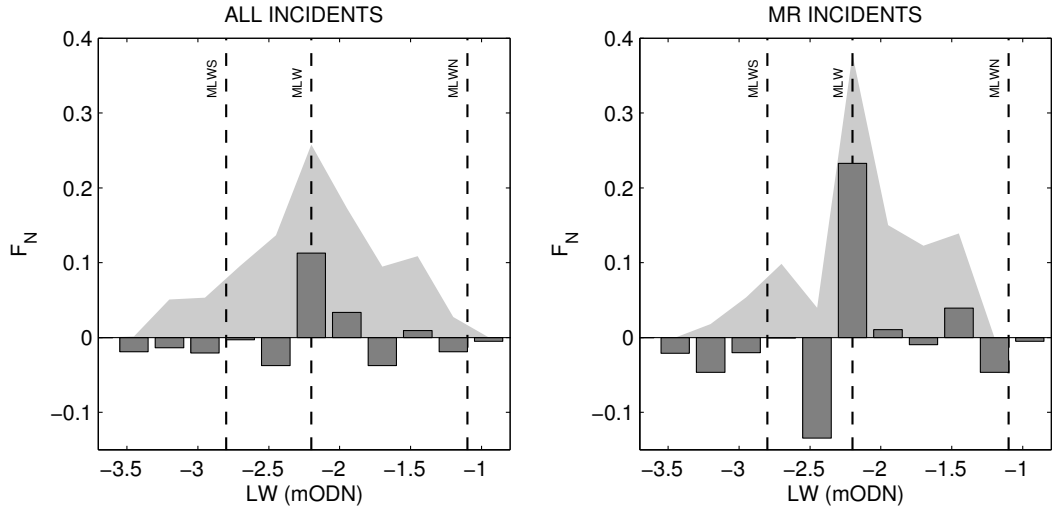 ALL INCIDENTS
0.4
0.3
0.2
0.1
0
−0.1
F_N
MLWS
MLW
MLWN
−3.5 −3 −2.5 −2 −1.5 −1
LW (mODN)
MR INCIDENTS
0.4
0.3
0.2
0.1
0
−0.1
F_N
MLWS
MLW
MLWN
−3.5 −3 −2.5 −2 −1.5 −1
LW (mODN)